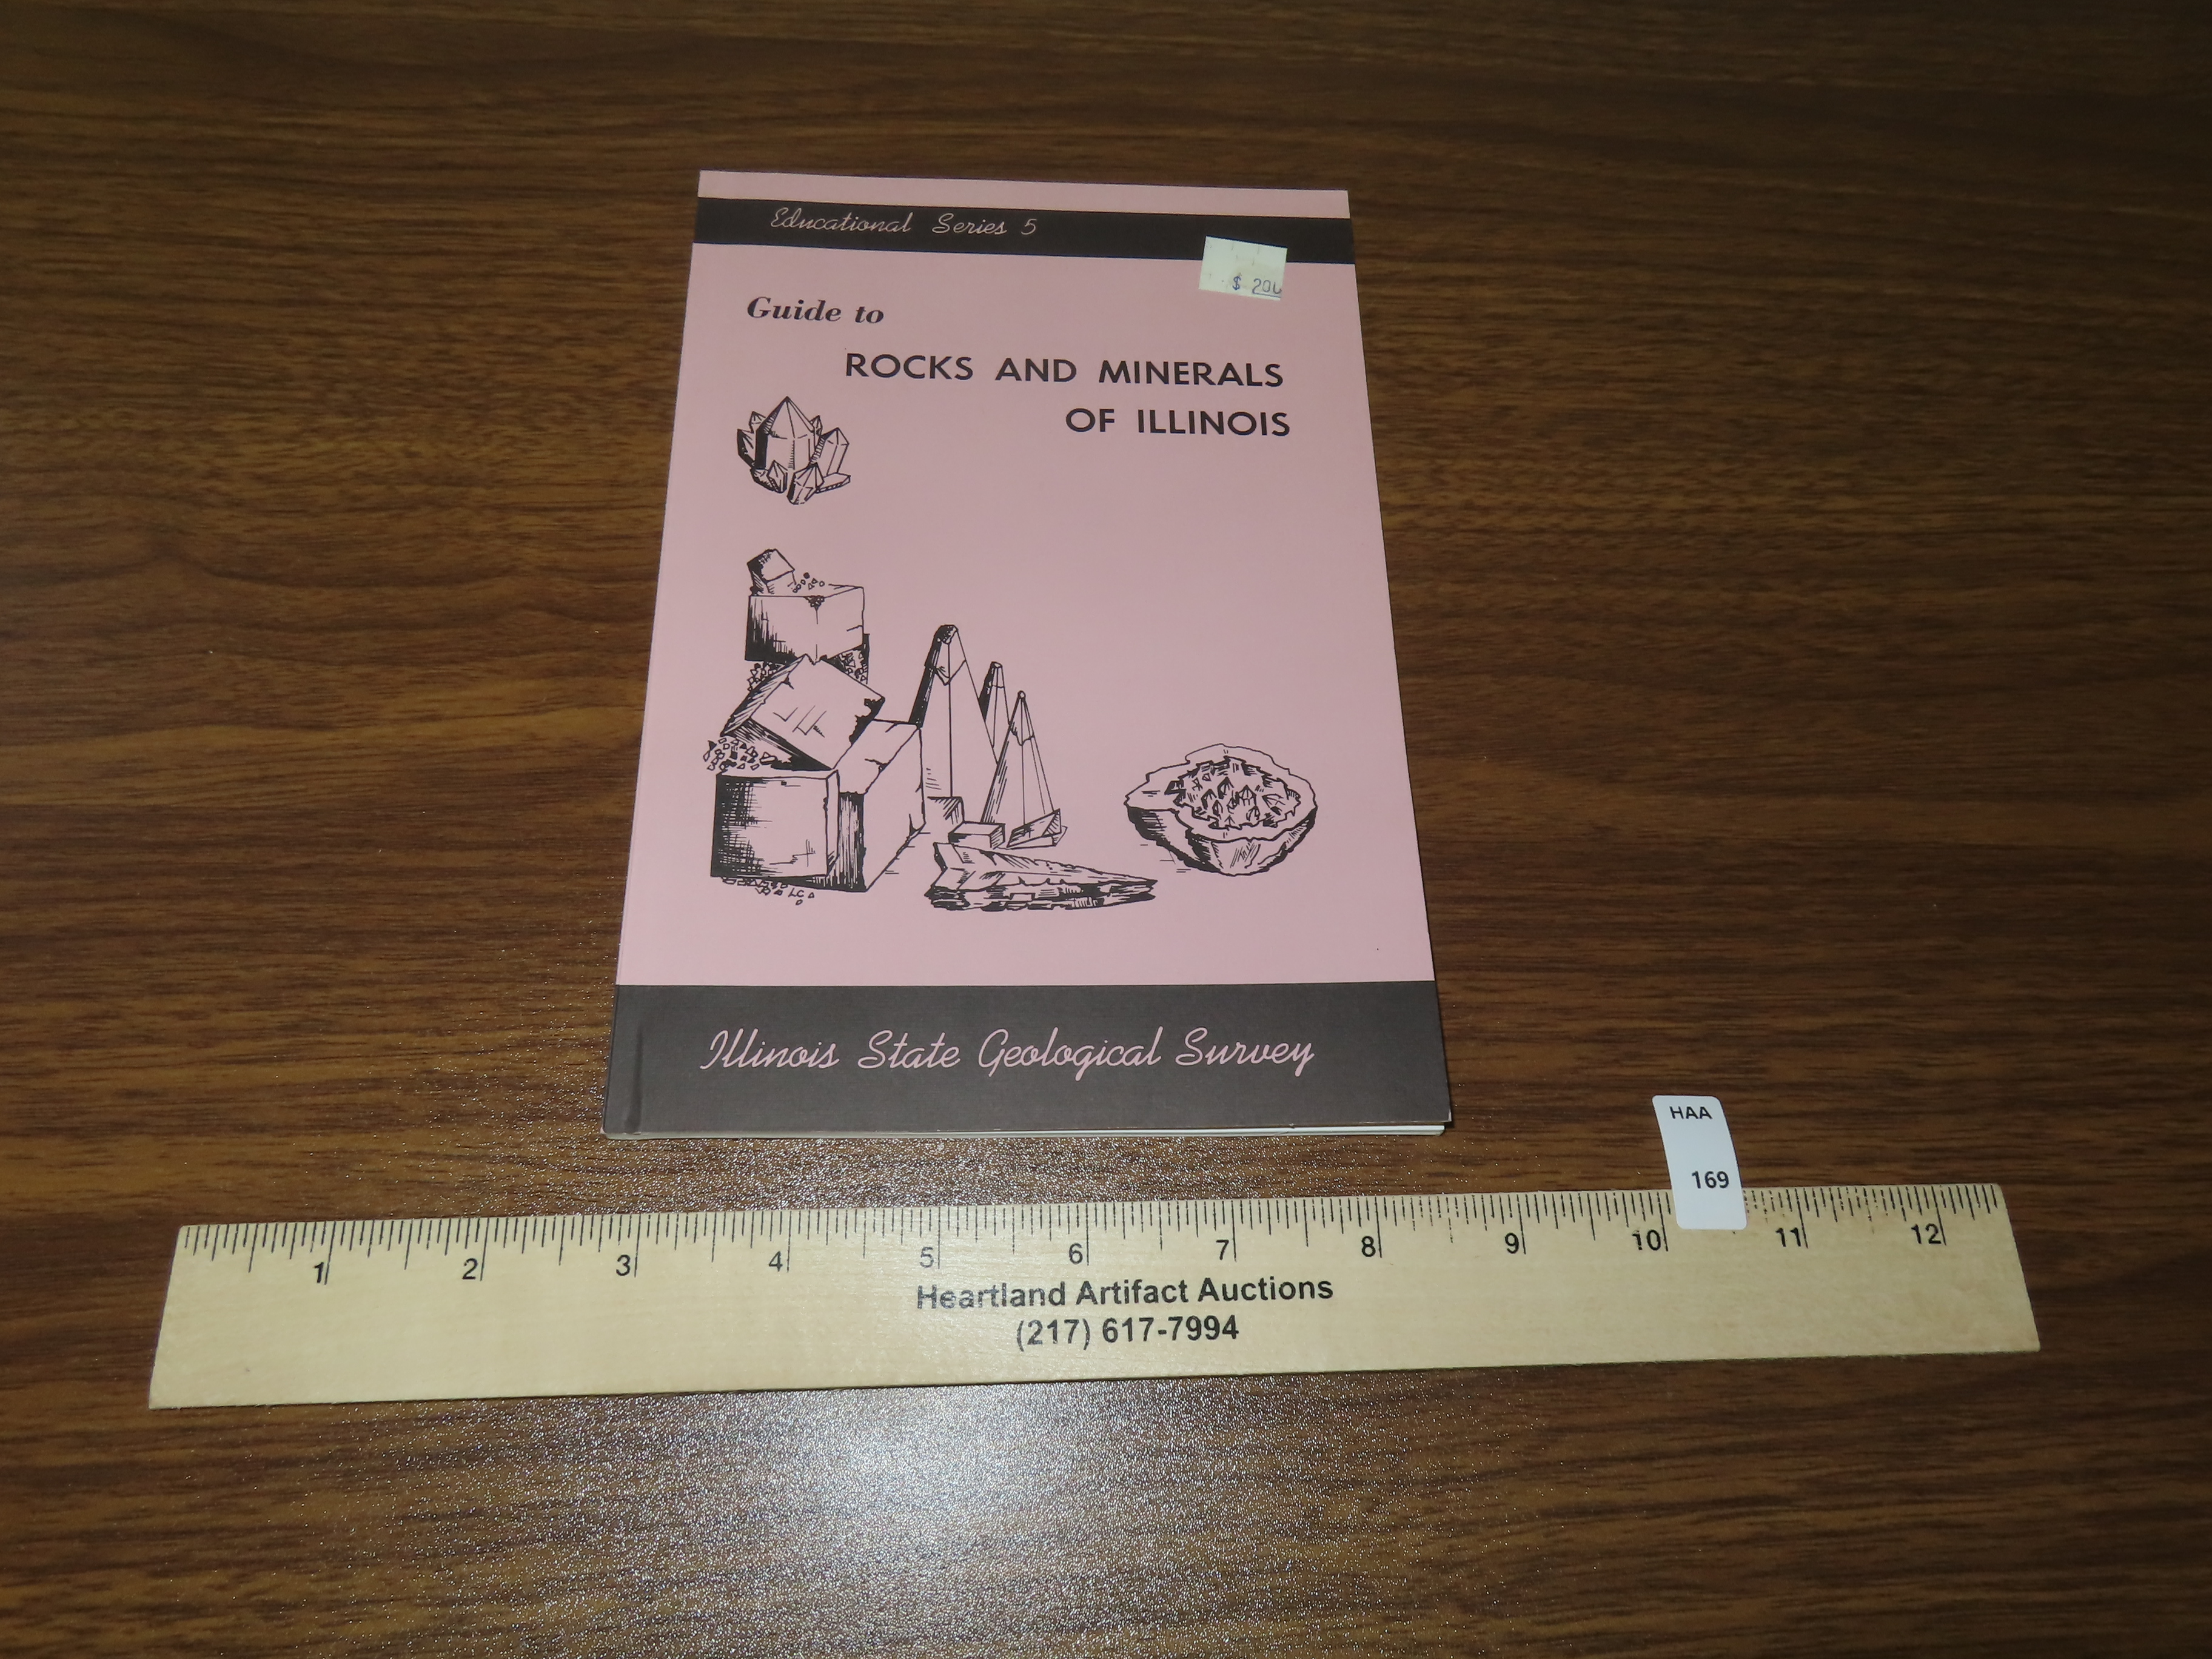 Educational Series 5
Guide to
ROCKS AND MINERALS
OF ILLINOIS
Illinois State Geological Survey
HAA
169
1 2 3 4 5 6 7 8 9 10 11 12
Heartland Artifact Auctions
(217) 617-7994